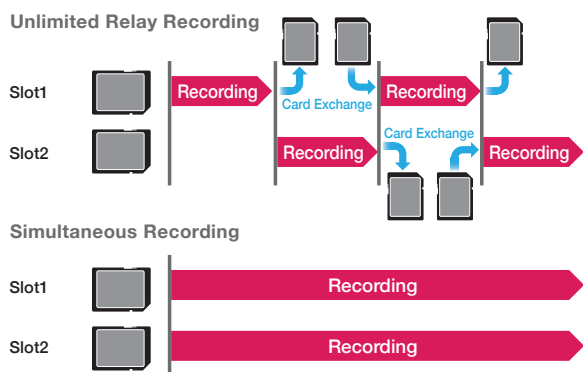 Unlimited Relay Recording
Slot1
Recording
Card Exchange
Recording
Slot2
Recording
Card Exchange
Recording
Simultaneous Recording
Slot1
Recording
Slot2
Recording